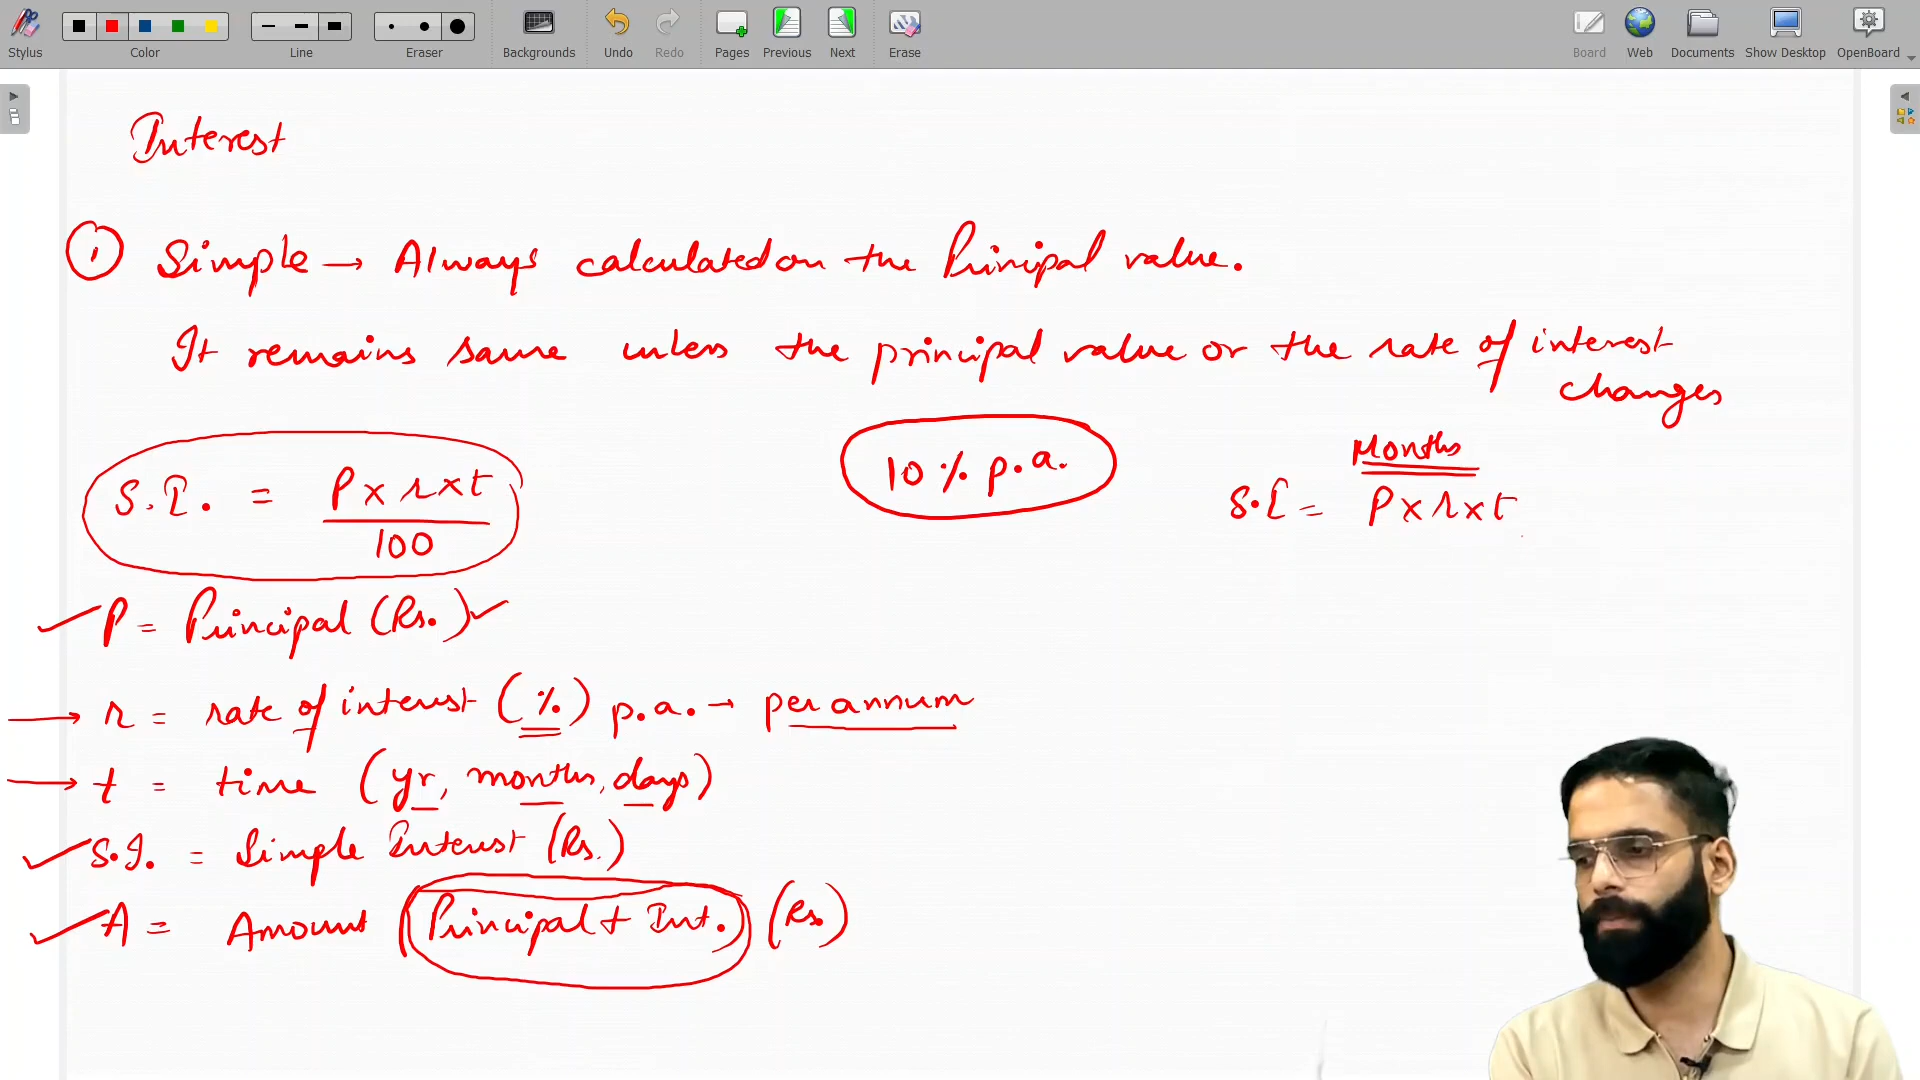 Stylus
Color
Line
Eraser
Backgrounds
Undo
Redo
Pages
Previous
Next
Erase
Board
Web
Documents
Show Desktop
OpenBoard
Interest
① Simple → Always calculated on the Principal value.
It remains same unless the principal value or the rate of interest
changes
S.I. = P x r x t
100
10 % p.a.
Months
S.I = P x r x t
P = Principal (Rs.)
r = rate of interest (%) p.a. → per annum
t = time (yr, months, days)
S.I. = Simple Interest (Rs.)
A = Amount (Principal + Int.) (Rs.)